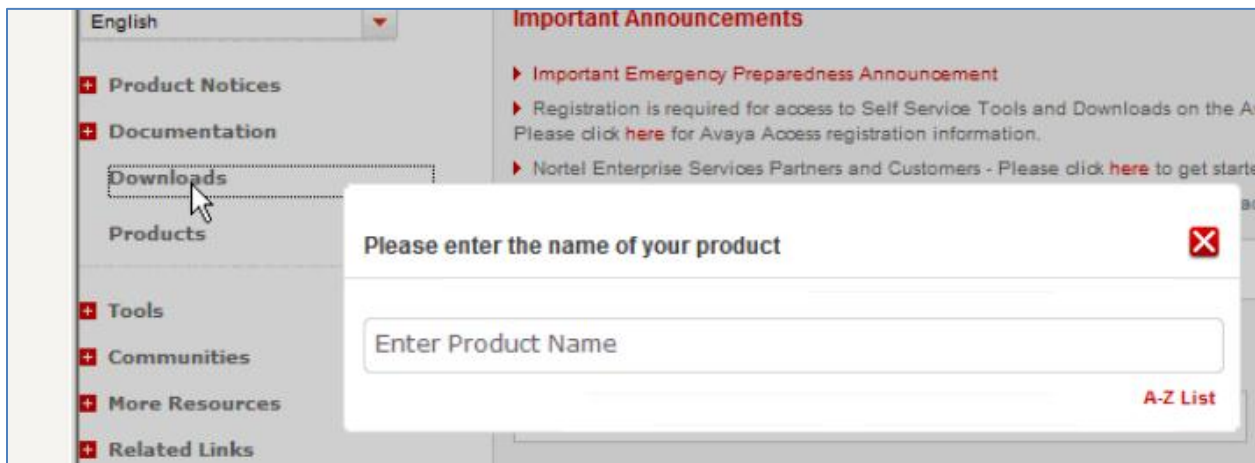 English
Product Notices
Documentation
Downloads
Products
Tools
Communities
More Resources
Related Links
Important Announcements
Important Emergency Preparedness Announcement
Registration is required for access to Self Service Tools and Downloads on the
Please click here for Avaya Access registration information.
Nortel Enterprise Services Partners and Customers - Please click here to get
Please enter the name of your product
Enter Product Name
A-Z List